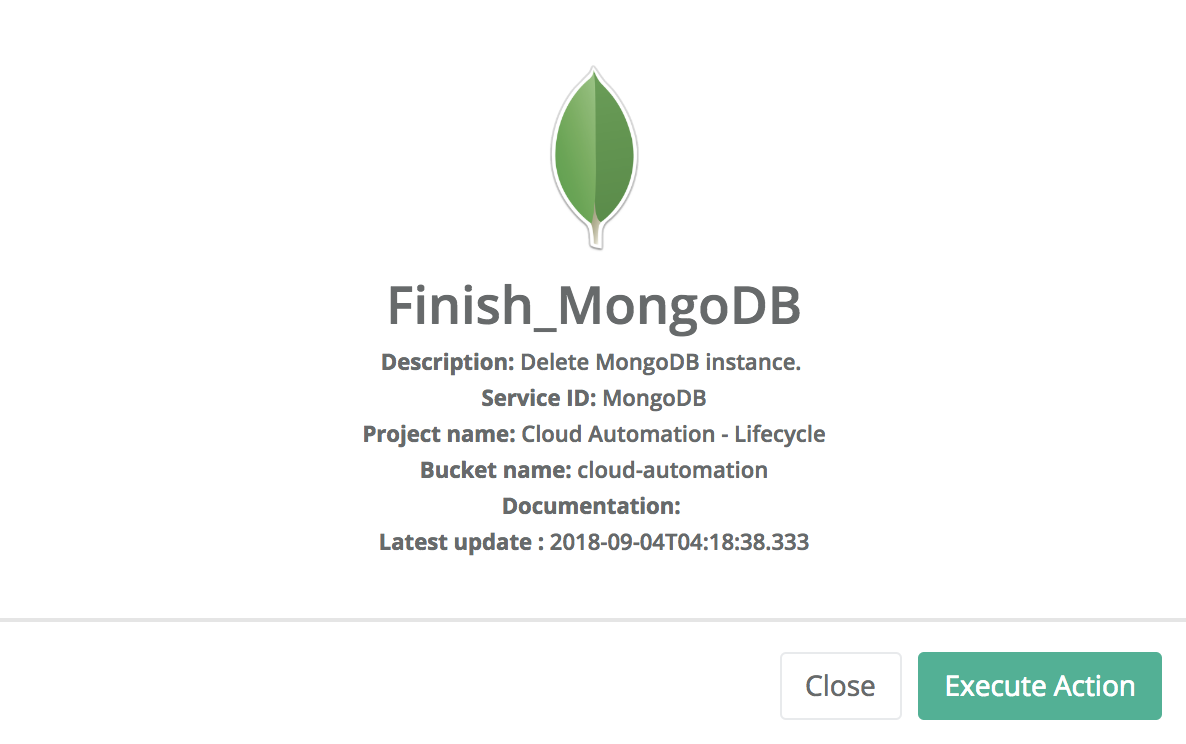 Finish_MongoDB
Description: Delete MongoDB instance.
Service ID: MongoDB
Project name: Cloud Automation - Lifecycle
Bucket name: cloud-automation
Documentation:
Latest update : 2018-09-04T04:18:38.333
Close
Execute Action